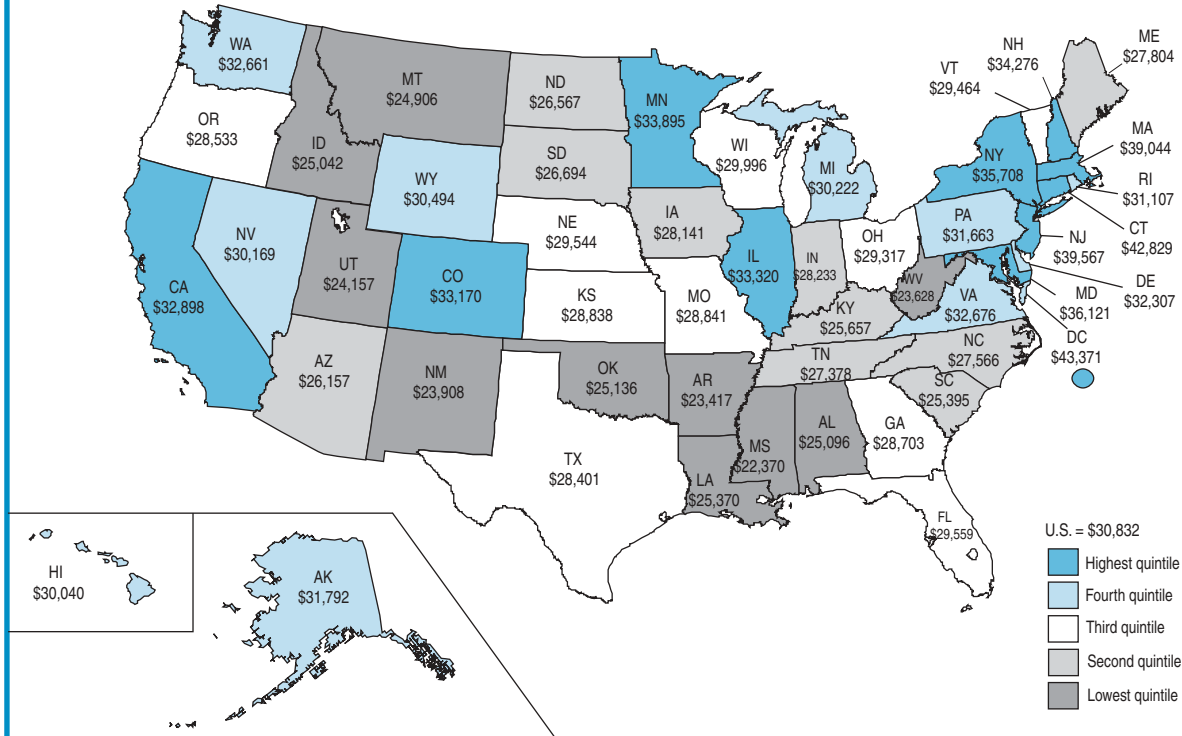 WA
$32,661
OR
$28,533
CA
$32,898
NV
$30,169
ID
$25,042
MT
$24,906
WY
$30,494
UT
$24,157
AZ
$26,157
CO
$33,170
NM
$23,908
ND
$26,567
SD
$26,694
NE
$29,544
KS
$28,838
OK
$25,136
TX
$28,401
MN
$33,895
IA
$28,141
MO
$28,841
AR
$23,417
LA
$25,370
WI
$29,996
IL
$33,320
MI
$30,222
IN
$28,233
OH
$29,317
KY
$25,657
TN
$27,378
MS
$22,370
AL
$25,096
GA
$28,703
FL
$29,559
SC
$25,395
NC
$27,566
VA
$32,676
WV
$23,628
PA
$31,663
NY
$35,708
VT
$29,464
NH
$34,276
ME
$27,804
MA
$39,044
RI
$31,107
CT
$42,829
NJ
$39,567
DE
$32,307
MD
$36,121
DC
$43,371
HI
$30,040
AK
$31,792
U.S. = $30,832
Highest quintile
Fourth quintile
Third quintile
Second quintile
Lowest quintile